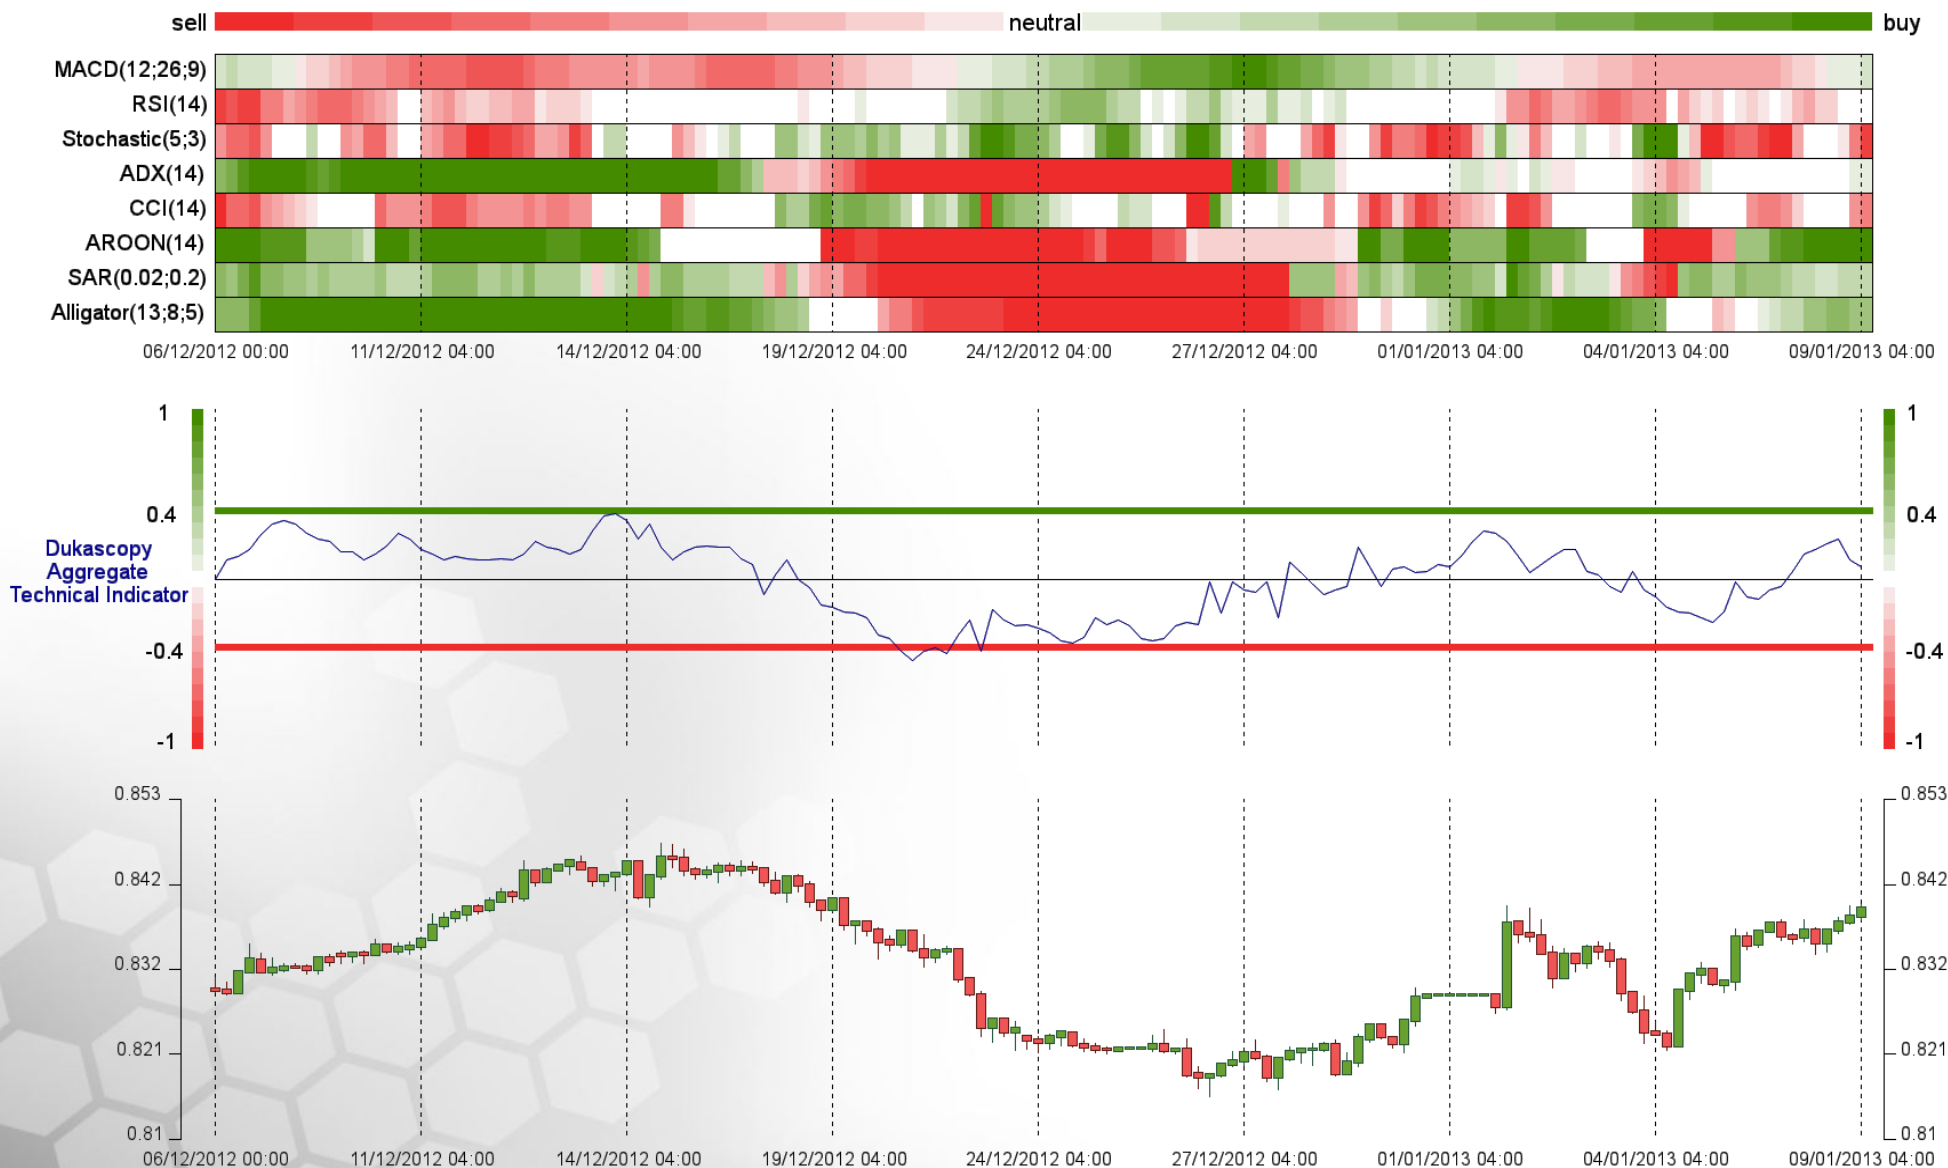 sell neutral buy
MACD(12;26;9)
RSI(14)
Stochastic(5;3)
ADX(14)
CCI(14)
AROON(14)
SAR(0.02;0.2)
Alligator(13;8;5)
06/12/2012 00:00 11/12/2012 04:00 14/12/2012 04:00 19/12/2012 04:00 24/12/2012 04:00 27/12/2012 04:00 01/01/2013 04:00 04/01/2013 04:00 09/01/2013 04:00
1 1
0.4 0.4
Dukascopy
Aggregate
Technical Indicator
-0.4 -0.4
-1 -1
0.853 0.853
0.842 0.842
0.832 0.832
0.821 0.821
0.81 0.81
06/12/2012 00:00 11/12/2012 04:00 14/12/2012 04:00 19/12/2012 04:00 24/12/2012 04:00 27/12/2012 04:00 01/01/2013 04:00 04/01/2013 04:00 09/01/2013 04:00